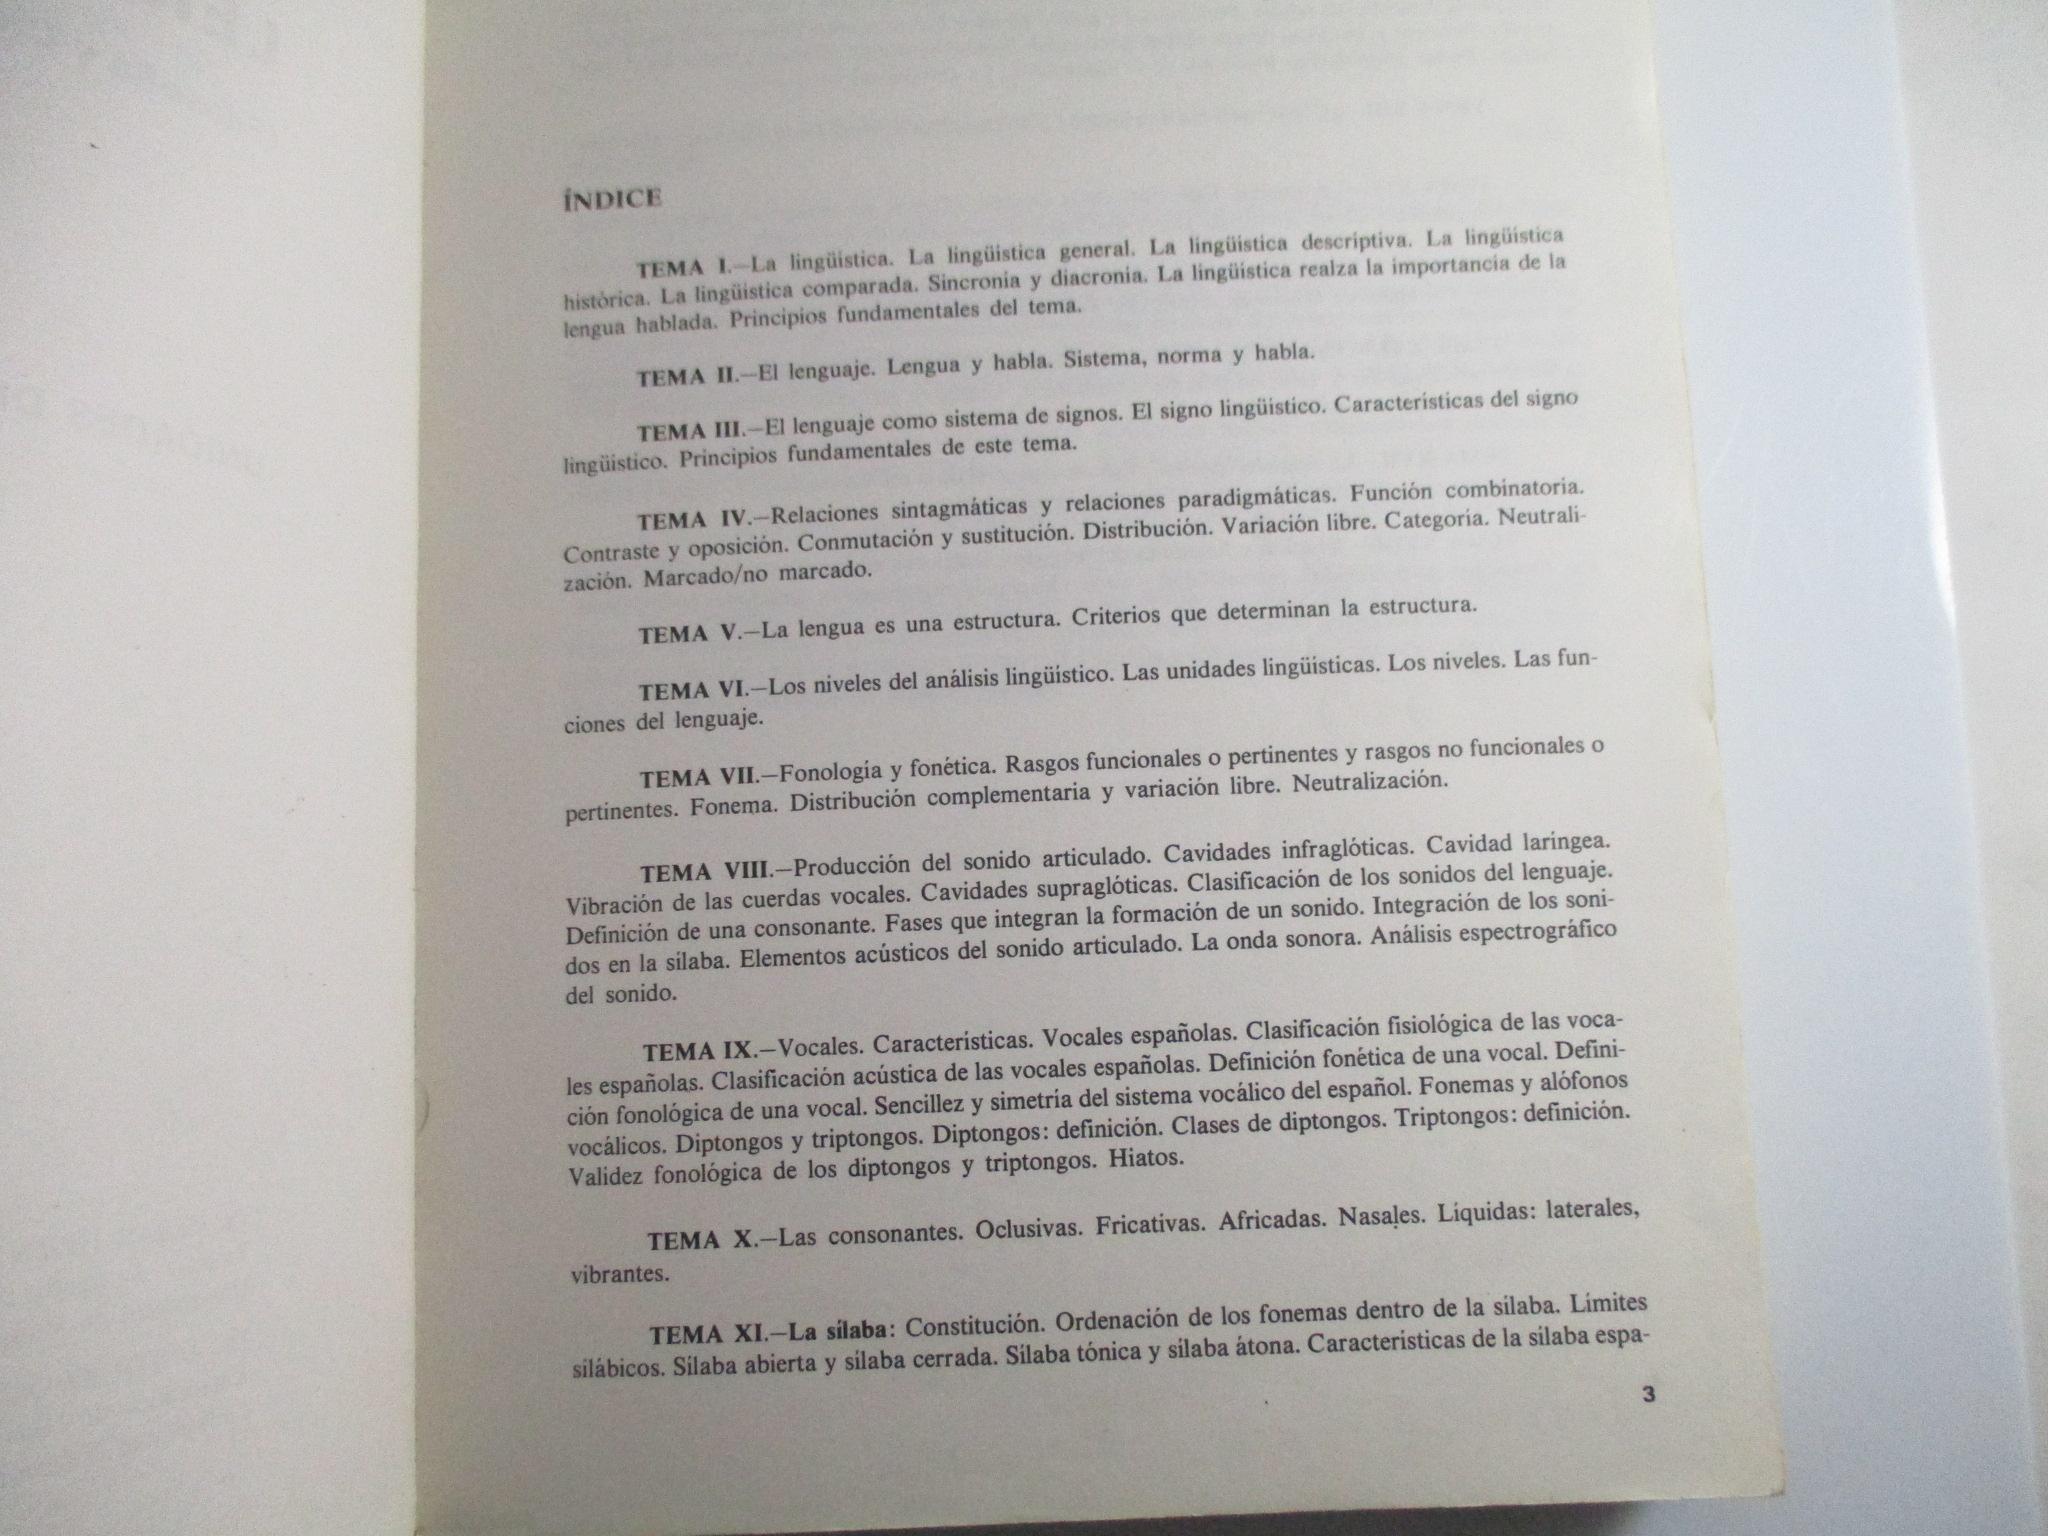 ÍNDICE
TEMA I.—La lingüística. La lingüística general. La lingüística descriptiva. La lingüística
histórica. La lingüística comparada. Sincronía y diacronía. La lingüística realza la importancia de la
lengua hablada. Principios fundamentales del tema.
TEMA II.—El lenguaje. Lengua y habla. Sistema, norma y habla.
TEMA III.—El lenguaje como sistema de signos. El signo lingüístico. Características del signo
lingüístico. Principios fundamentales de este tema.
TEMA IV.—Relaciones sintagmáticas y relaciones paradigmáticas. Función combinatoria.
Contraste y oposición. Conmutación y sustitución. Distribución. Variación libre. Categoría. Neutrali-
zación. Marcado/no marcado.
TEMA V.—La lengua es una estructura. Criterios que determinan la estructura.
TEMA VI.—Los niveles del análisis lingüístico. Las unidades lingüísticas. Los niveles. Las fun-
ciones del lenguaje.
TEMA VII.—Fonología y fonética. Rasgos funcionales o pertinentes y rasgos no funcionales o
pertinentes. Fonema. Distribución complementaria y variación libre. Neutralización.
TEMA VIII.—Producción del sonido articulado. Cavidades infraglóticas. Cavidad laríngea.
Vibración de las cuerdas vocales. Cavidades supraglóticas. Clasificación de los sonidos del lenguaje.
Definición de una consonante. Fases que integran la formación de un sonido. Integración de los soni-
dos en la sílaba. Elementos acústicos del sonido articulado. La onda sonora. Análisis espectrográfico
del sonido.
TEMA IX.—Vocales. Características. Vocales españolas. Clasificación fisiológica de las voca-
les españolas. Clasificación acústica de las vocales españolas. Definición fonética de una vocal. Defini-
ción fonológica de una vocal. Sencillez y simetría del sistema vocálico del español. Fonemas y alófonos
vocálicos. Diptongos y triptongos. Diptongos: definición. Clases de diptongos. Triptongos: definición.
Validez fonológica de los diptongos y triptongos. Hiatos.
TEMA X.—Las consonantes. Oclusivas. Fricativas. Africadas. Nasales. Líquidas: laterales,
vibrantes.
TEMA XI.—La sílaba: Constitución. Ordenación de los fonemas dentro de la sílaba. Límites
silábicos. Sílaba abierta y sílaba cerrada. Sílaba tónica y sílaba átona. Características de la sílaba espa-
3